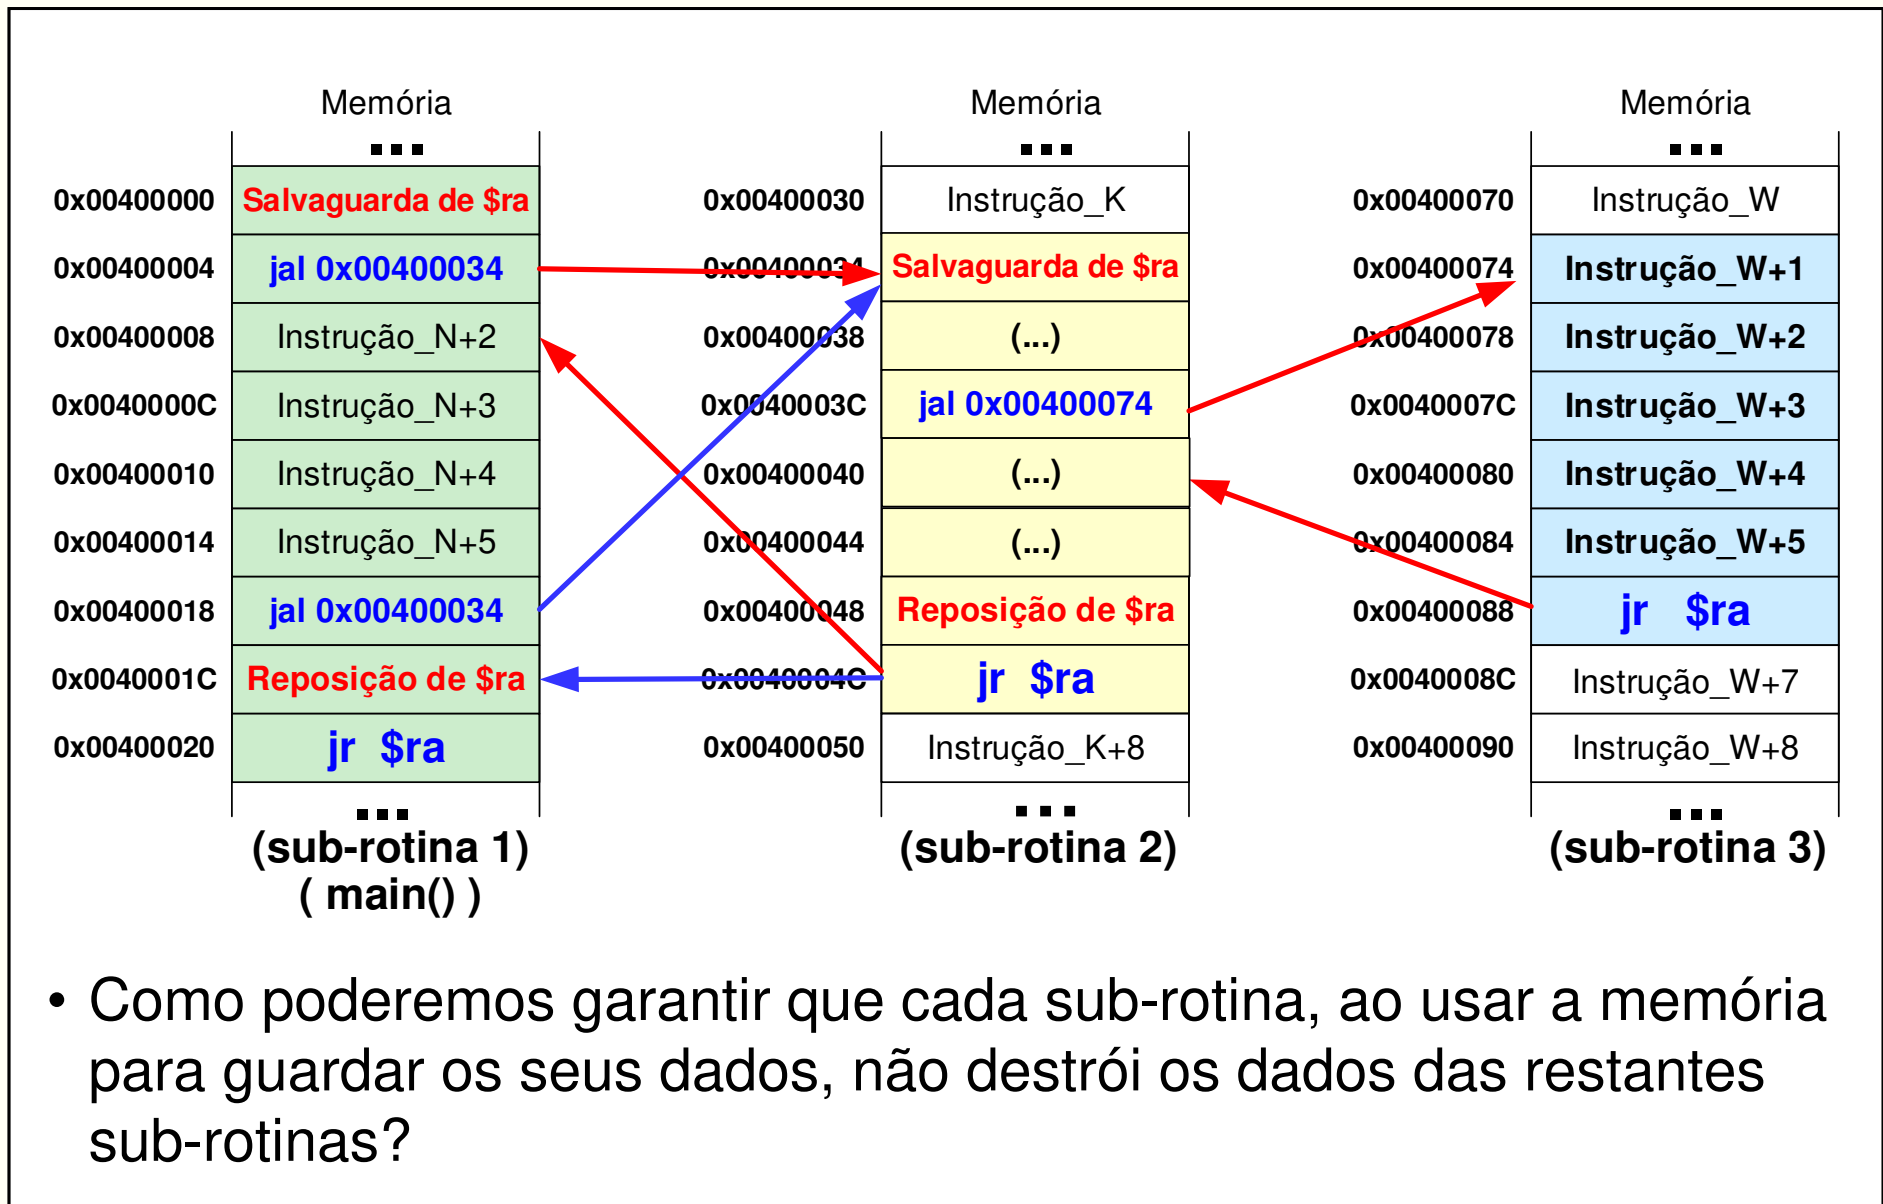 Memória Memória Memória
... ... ...
0x00400000 Salvaguarda de $ra 0x00400030 Instrução_K 0x00400070 Instrução_W
0x00400004 jal 0x00400034 0x00400034 Salvaguarda de $ra 0x00400074 Instrução_W+1
0x00400008 Instrução_N+2 0x00400038 (...) 0x00400078 Instrução_W+2
0x0040000C Instrução_N+3 0x0040003C jal 0x00400074 0x0040007C Instrução_W+3
0x00400010 Instrução_N+4 0x00400040 (...) 0x00400080 Instrução_W+4
0x00400014 Instrução_N+5 0x00400044 (...) 0x00400084 Instrução_W+5
0x00400018 jal 0x00400034 0x00400048 Reposição de $ra 0x00400088 jr $ra
0x0040001C Reposição de $ra 0x0040004C jr $ra 0x0040008C Instrução_W+7
0x00400020 jr $ra 0x00400050 Instrução_K+8 0x00400090 Instrução_W+8
... ... ...
(sub-rotina 1) (sub-rotina 2) (sub-rotina 3)
( main() )
• Como poderemos garantir que cada sub-rotina, ao usar a memória
para guardar os seus dados, não destrói os dados das restantes
sub-rotinas?